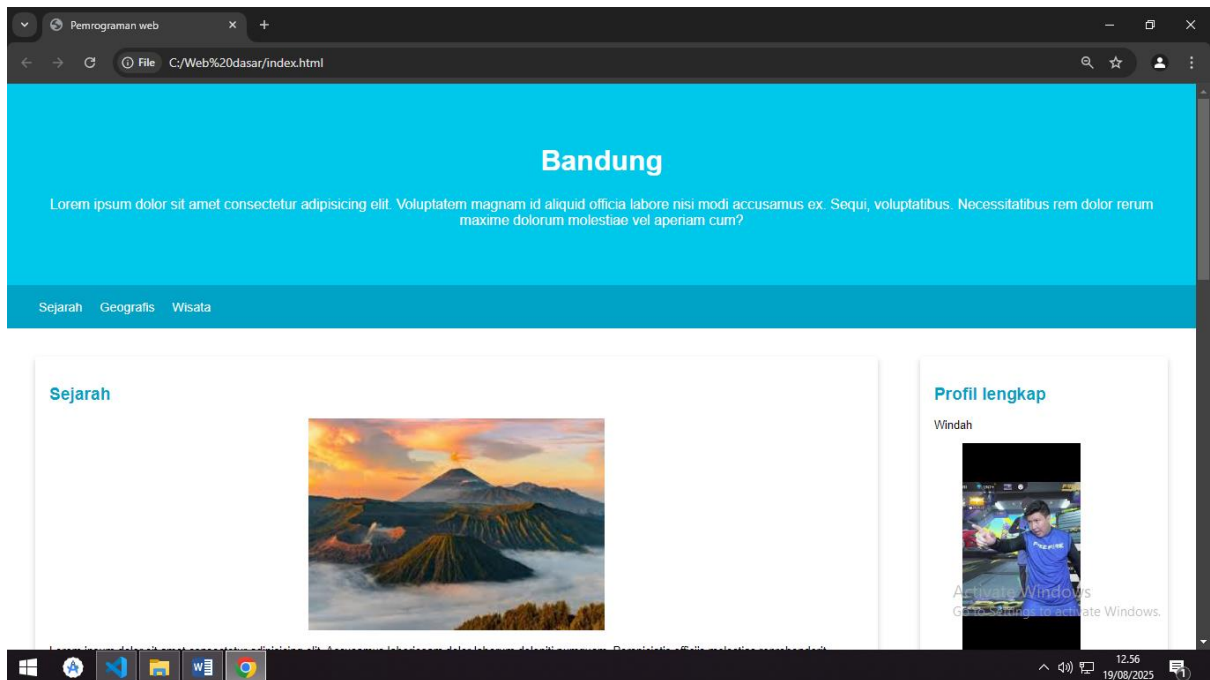 Pemrograman web
File C:/Web%20dasar/index.html
Bandung
Lorem ipsum dolor sit amet consectetur adipisicing elit. Voluptatem magnam id aliquid officia labore nisi modi accusamus ex. Sequi, voluptatibus. Necessitatibus rem dolor rerum
maxime dolorum molestiae vel aperiam cum?
Sejarah Geografis Wisata
Sejarah
Profil lengkap
Windah
FREE FIRE
Activate Windows
Go to Settings to activate Windows.
12.56
19/08/2025